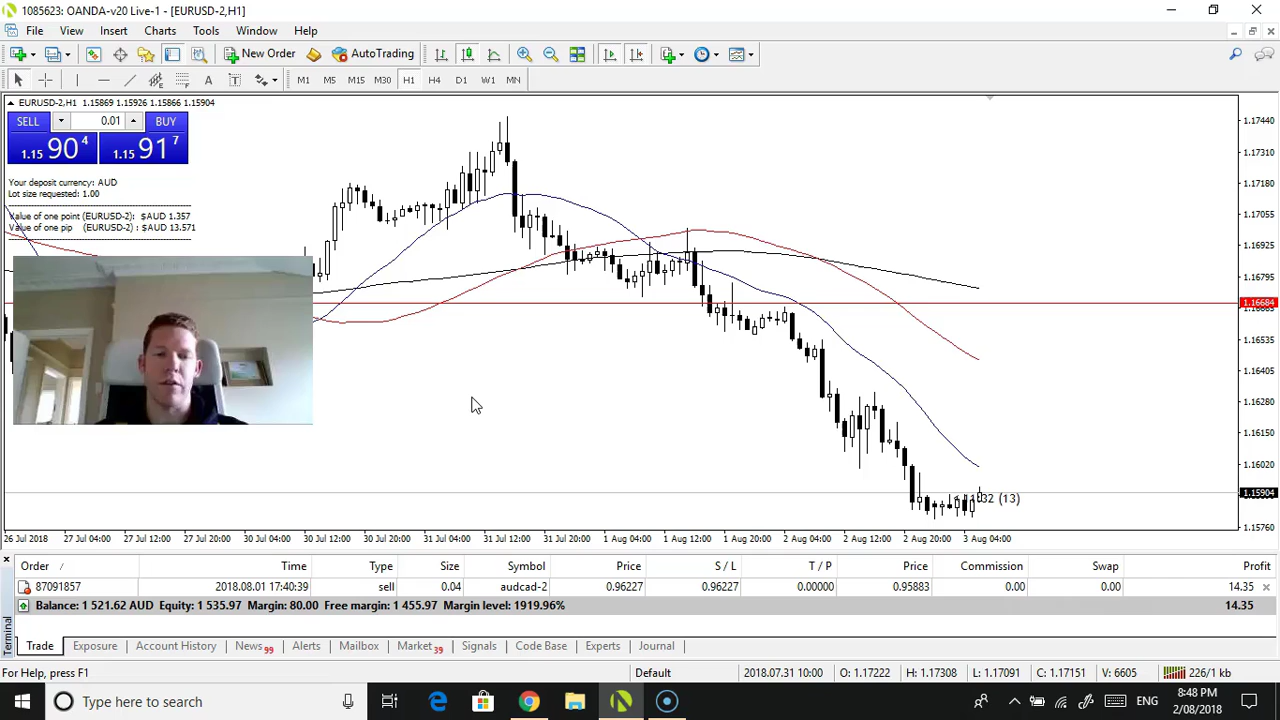 1085623: OANDA-v20 Live-1 - [EURUSD-2,H1]
File View Insert Charts Tools Window Help
New Order AutoTrading
A T M1 M5 M15 M30 H1 H4 D1 W1 MN
EURUSD-2,H1 1.15869 1.15926 1.15866 1.15904
SELL 0.01 BUY
1.15 90 4 1.15 91 7
Your deposit currency: AUD
Lot size requested: 1.00
Value of one point (EURUSD-2) : $AUD 1.357
Value of one pip (EURUSD-2) : $AUD 13.571
1.17440
1.17310
1.17180
1.17055
1.16925
1.16795
1.16684
1.16535
1.16405
1.16280
1.16150
1.16020
1.15904
1.15760
(13)
26 Jul 2018 27 Jul 04:00 27 Jul 12:00 27 Jul 20:00 30 Jul 04:00 30 Jul 12:00 30 Jul 20:00 31 Jul 04:00 31 Jul 12:00 31 Jul 20:00 1 Aug 04:00 1 Aug 12:00 1 Aug 20:00 2 Aug 04:00 2 Aug 12:00 2 Aug 20:00 3 Aug 04:00
Order / Time Type Size Symbol Price S / L T / P Price Commission Swap Profit
87091857 2018.08.01 17:40:39 sell 0.04 audcad-2 0.96227 0.96227 0.00000 0.95883 0.00 0.00 14.35
Balance: 1 521.62 AUD Equity: 1 535.97 Margin: 80.00 Free margin: 1 455.97 Margin level: 1919.96% 14.35
Terminal
Trade Exposure Account History News 99 Alerts Mailbox Market 39 Signals Code Base Experts Journal
For Help, press F1 Default 2018.07.31 10:00 O: 1.17222 H: 1.17308 L: 1.17091 C: 1.17151 V: 6605 226/1 kb
Type here to search ENG 8:48 PM
2/08/2018